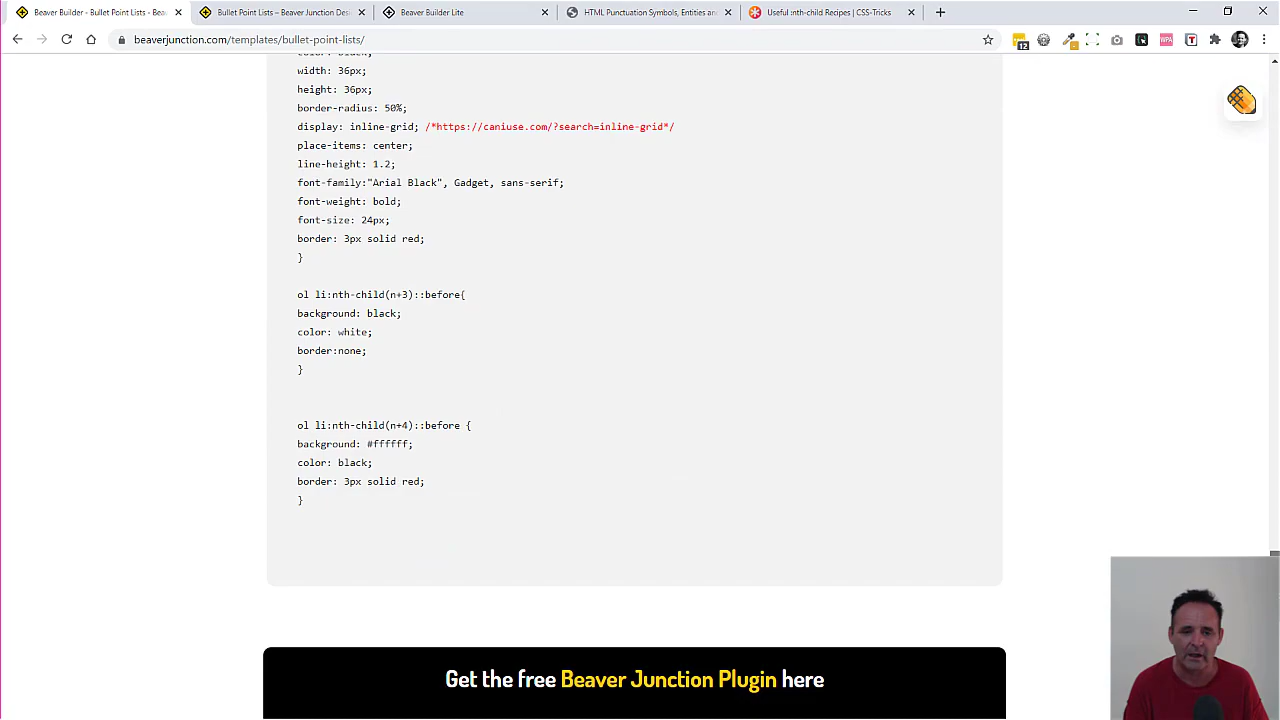 Beaver Builder - Bullet Point Lists - Bea
Bullet Point Lists – Beaver Junction Des
Beaver Builder Lite
HTML Punctuation Symbols, Entities an
Useful :nth-child Recipes | CSS-Tricks
beaverjunction.com/templates/bullet-point-lists/
12
WPA
T
color: black;
width: 36px;
height: 36px;
border-radius: 50%;
display: inline-grid; /*https://caniuse.com/?search=inline-grid*/
place-items: center;
line-height: 1.2;
font-family:"Arial Black", Gadget, sans-serif;
font-weight: bold;
font-size: 24px;
border: 3px solid red;
}
ol li:nth-child(n+3)::before{
background: black;
color: white;
border:none;
}
ol li:nth-child(n+4)::before {
background: #ffffff;
color: black;
border: 3px solid red;
}
Get the free Beaver Junction Plugin here